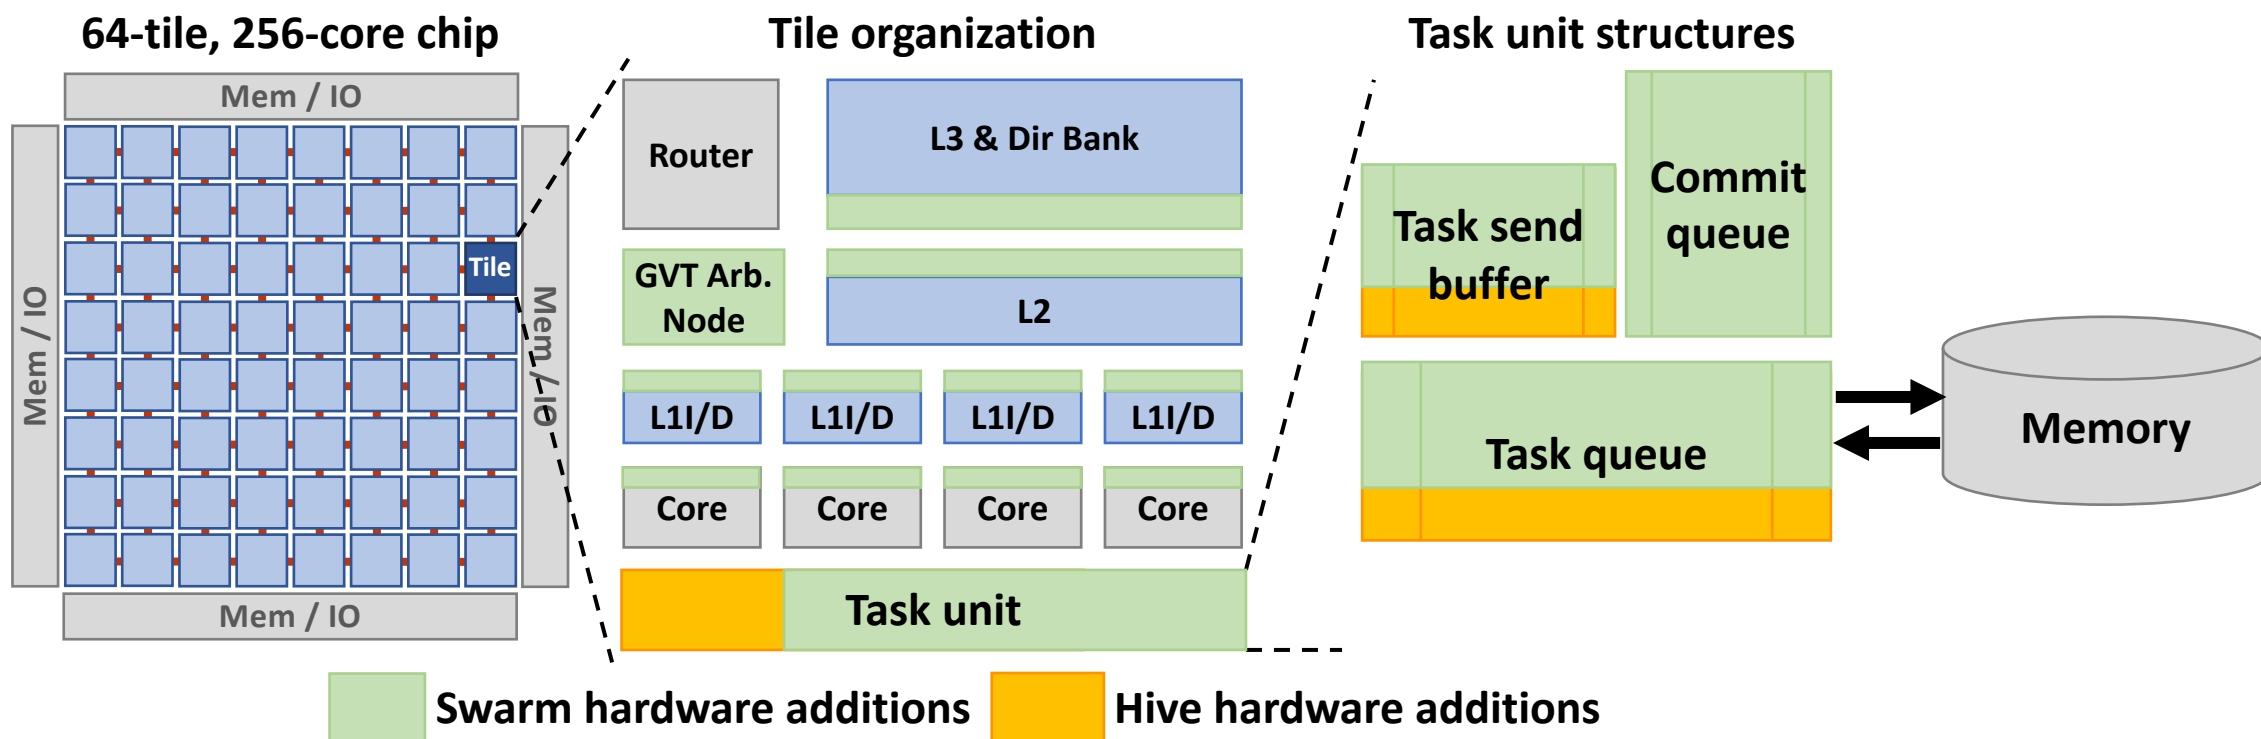 64-tile, 256-core chip
Mem / IO
Mem / IO
Tile
Mem / IO
Mem / IO
Tile organization
Router
L3 & Dir Bank
GVT Arb.
Node
L2
L1I/D
L1I/D
L1I/D
L1I/D
Core
Core
Core
Core
Task unit
Task unit structures
Task send
buffer
Commit
queue
Task queue
Memory
Swarm hardware additions
Hive hardware additions